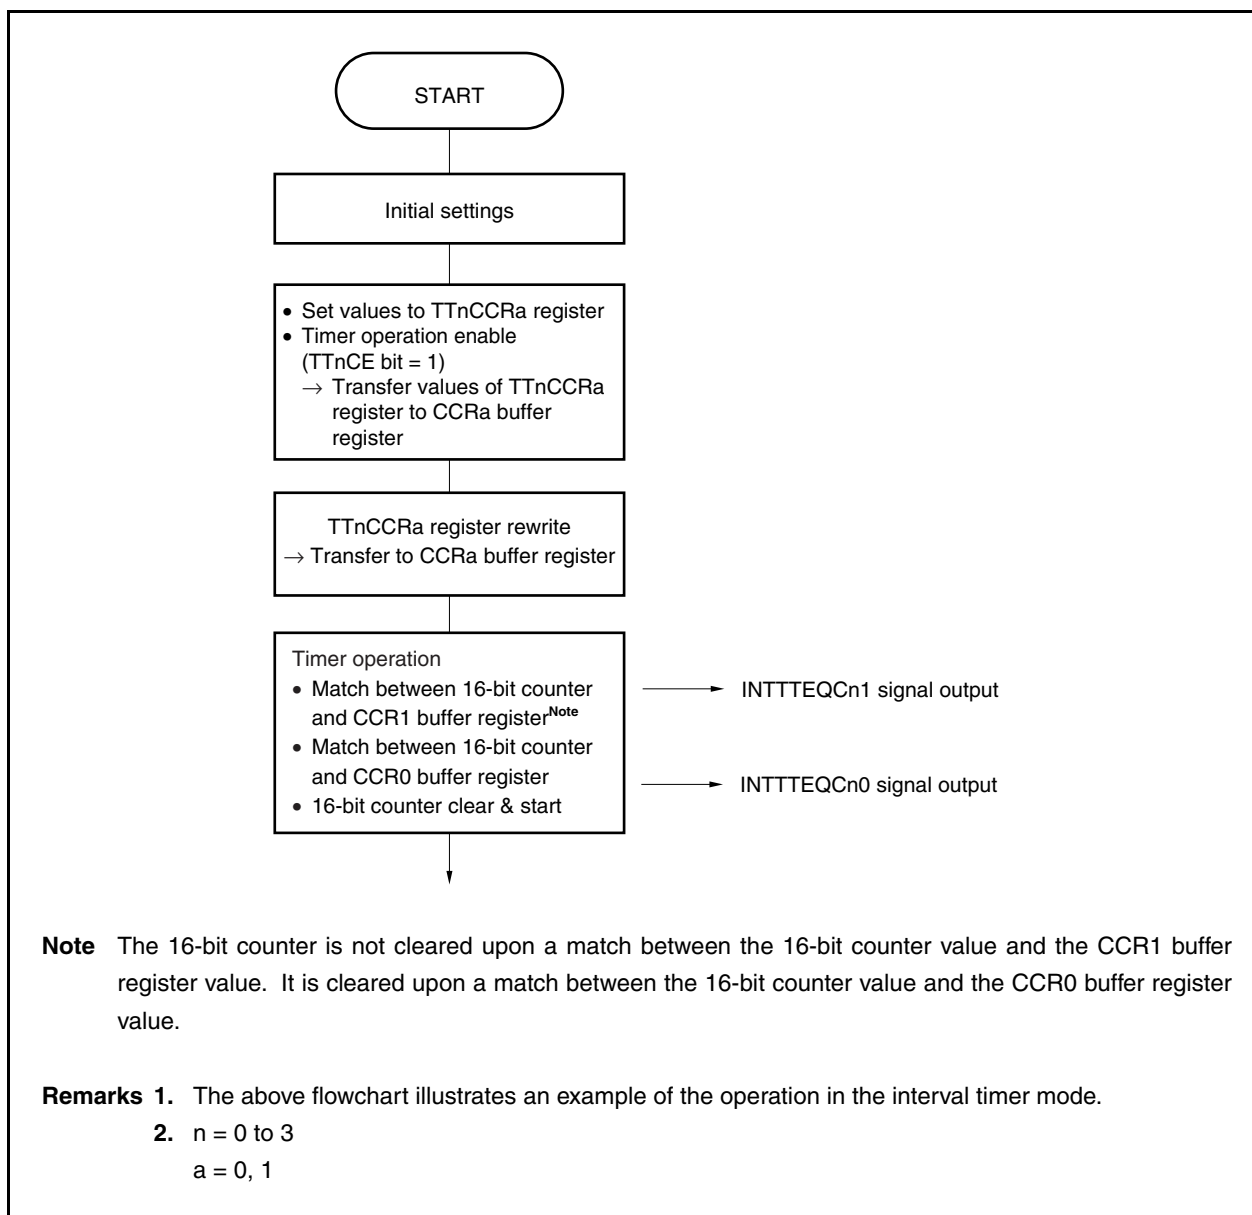 START
Initial settings
• Set values to TTnCCRa register
• Timer operation enable
(TTnCE bit = 1)
→ Transfer values of TTnCCRa
register to CCRa buffer
register
TTnCCRa register rewrite
→ Transfer to CCRa buffer register
Timer operation
• Match between 16-bit counter
and CCR1 buffer registerNote
• Match between 16-bit counter
and CCR0 buffer register
• 16-bit counter clear & start
INTTTEQCn1 signal output
INTTTEQCn0 signal output
Note The 16-bit counter is not cleared upon a match between the 16-bit counter value and the CCR1 buffer
register value. It is cleared upon a match between the 16-bit counter value and the CCR0 buffer register
value.
Remarks 1. The above flowchart illustrates an example of the operation in the interval timer mode.
2. n = 0 to 3
a = 0, 1